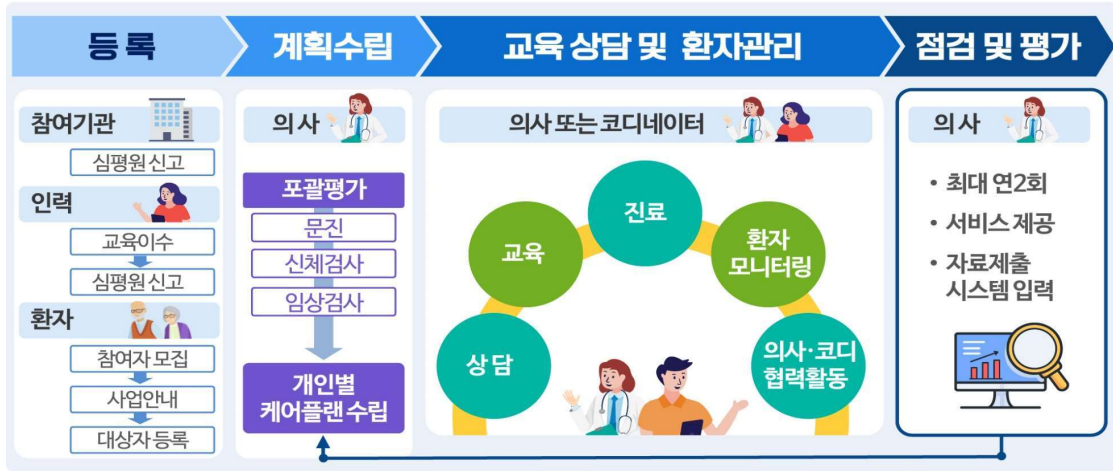 등록
계획수립
교육 상담 및 환자관리
점검 및 평가
참여기관
심평원 신고
인력
교육이수
심평원 신고
환자
참여자 모집
사업안내
대상자 등록
의사
포괄평가
문진
신체검사
임상검사
개인별
케어플랜 수립
의사 또는 코디네이터
상담
교육
진료
환자
모니터링
의사·코디
협력활동
의사
• 최대 연2회
• 서비스 제공
• 자료제출
시스템 입력